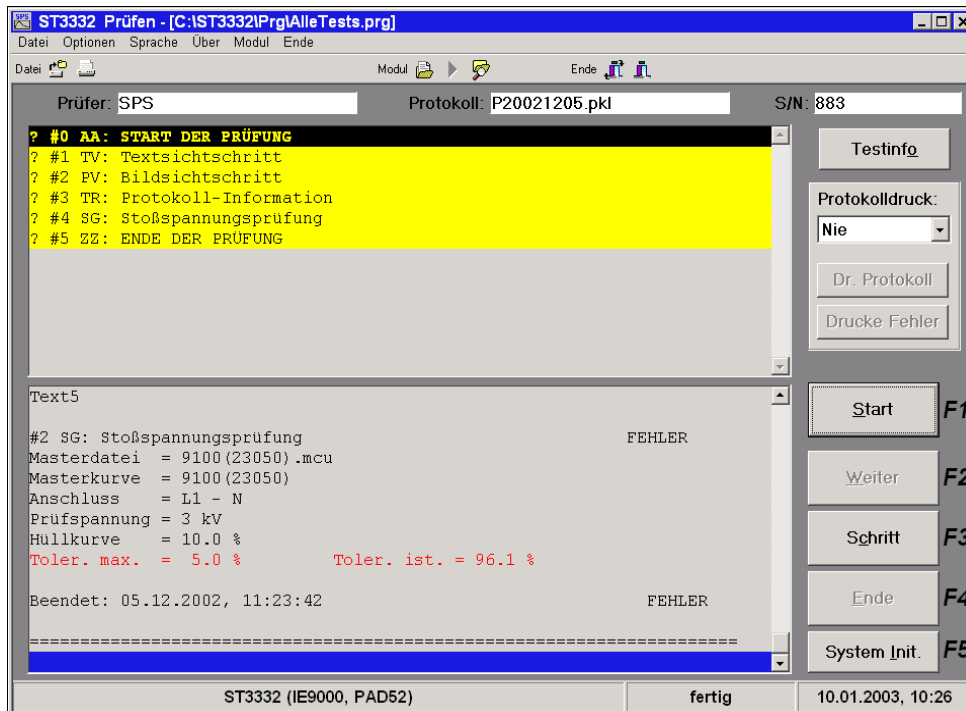 ST3332 Prüfen - [C:\ST3332\Prg\AlleTests.prg]
Datei Optionen Sprache Über Modul Ende
Datei Modul Ende
Prüfer: SPS Protokoll: P20021205.pkl S/N: 883
? #0 AA: START DER PRÜFUNG
? #1 TV: Textsichtschritt
? #2 PV: Bildsichtschritt
? #3 TR: Protokoll-Information
? #4 SG: Stoßspannungsprüfung
? #5 ZZ: ENDE DER PRÜFUNG
Testinfo
Protokolldruck:
Nie
Dr. Protokoll
Drucke Fehler
Text5
#2 SG: Stoßspannungsprüfung FEHLER
Masterdatei = 9100(23050).mcu
Masterkurve = 9100(23050)
Anschluss = L1 - N
Prüfspannung = 3 kV
Hüllkurve = 10.0 %
Toler. max. = 5.0 % Toler. ist. = 96.1 %
Beendet: 05.12.2002, 11:23:42 FEHLER
======================================================================
Start F1
Weiter F2
Schritt F3
Ende F4
System Init. F5
ST3332 (IE9000, PAD52) fertig 10.01.2003, 10:26